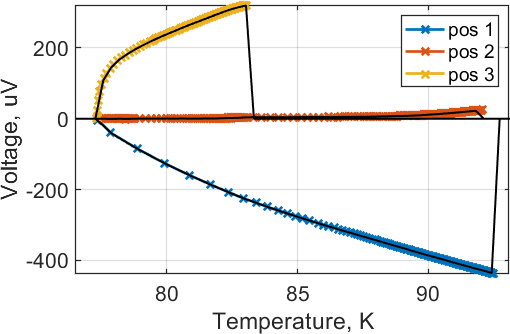 Voltage, uV
200
0
-200
-400
80
85
90
Temperature, K
pos 1
pos 2
pos 3